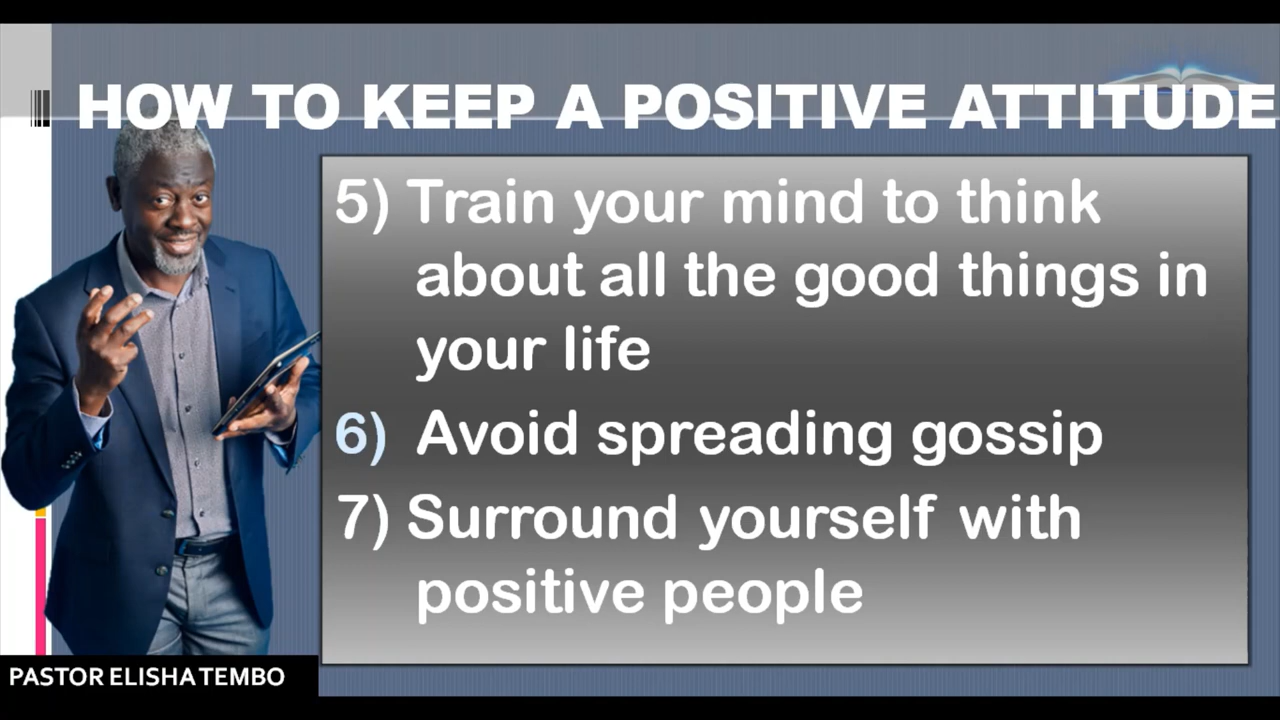 HOW TO KEEP A POSITIVE ATTITUDE
5) Train your mind to think
about all the good things in
your life
6) Avoid spreading gossip
7) Surround yourself with
positive people
PASTOR ELISHA TEMBO